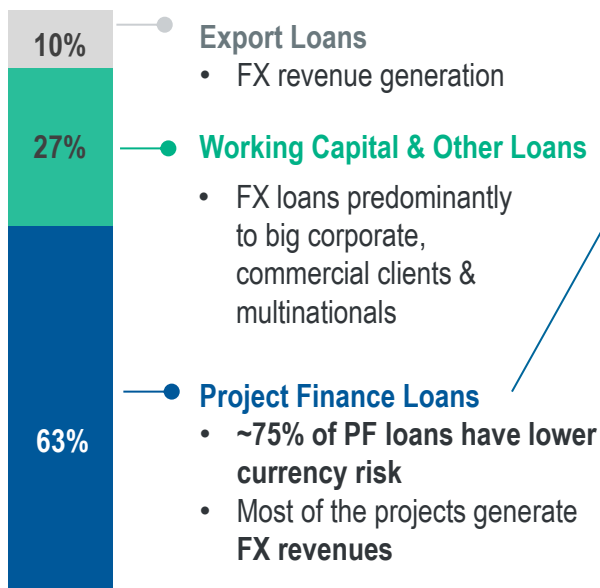 10%
Export Loans
• FX revenue generation
27%
Working Capital & Other Loans
• FX loans predominantly
to big corporate,
commercial clients &
multinationals
63%
Project Finance Loans
• ~75% of PF loans have lower
currency risk
• Most of the projects generate
FX revenues